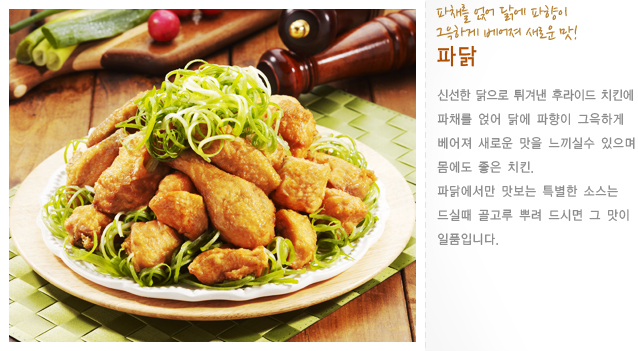 파채를 얹어 닭에 파향이
그윽하게 베어져 새로운 맛!
파닭
신선한 닭으로 튀겨낸 후라이드 치킨에
파채를 얹어 닭에 파향이 그윽하게
베어져 새로운 맛을 느끼실수 있으며
몸에도 좋은 치킨.
파닭에서만 맛보는 특별한 소스는
드실때 골고루 뿌려 드시면 그 맛이
일품입니다.